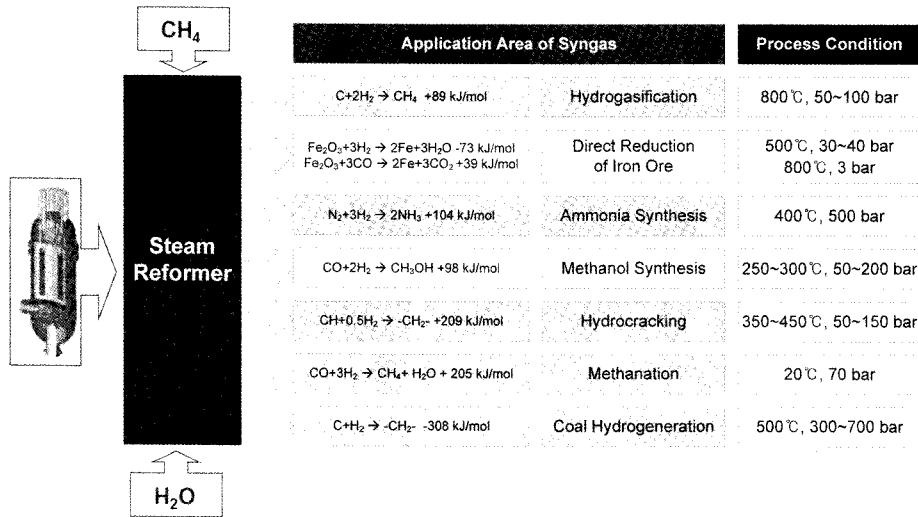 CH₄
Steam
Reformer
H₂O
Application Area of Syngas Process Condition
C+2H₂ → CH₄ +89 kJ/mol Hydrogasification 800℃, 50~100 bar
Fe₂O₃+3H₂ → 2Fe+3H₂O -73 kJ/mol Direct Reduction 500℃, 30~40 bar
Fe₂O₃+3CO → 2Fe+3CO₂ +39 kJ/mol of Iron Ore 800℃, 3 bar
N₂+3H₂ → 2NH₃ +104 kJ/mol Ammonia Synthesis 400℃, 500 bar
CO+2H₂ → CH₃OH +98 kJ/mol Methanol Synthesis 250~300℃, 50~200 bar
CH+0.5H₂ → -CH₂- +209 kJ/mol Hydrocracking 350~450℃, 50~150 bar
CO+3H₂ → CH₄+ H₂O + 205 kJ/mol Methanation 20℃, 70 bar
C+H₂ → -CH₂- -308 kJ/mol Coal Hydrogeneration 500℃, 300~700 bar